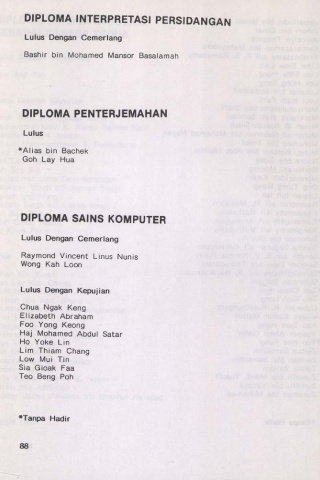 DIPLOMA INTERPRETASI PERSIDANGAN
Lulus Dengan Cemerlang
Bashir bin Mohamed Mansor Basalamah
DIPLOMA PENTERJEMAHAN
Lulus
*Alias bin Bachek
Goh Lay Hua
DIPLOMA SAINS KOMPUTER
Lulus Dengan Cemerlang
Raymond Vincent Linus Nunis
Wong Kah Loon
Lulus Dengan Kepujian
Chua Ngak Keng
Elizabeth Abraham
Foo Yong Keong
Haj Mohamed Abdul Satar
Ho Yoke Lin
Lim Thiam Chang
Low Mui Tin
Sia Gioak Faa
Teo Beng Poh
*Tanpa Hadir
88